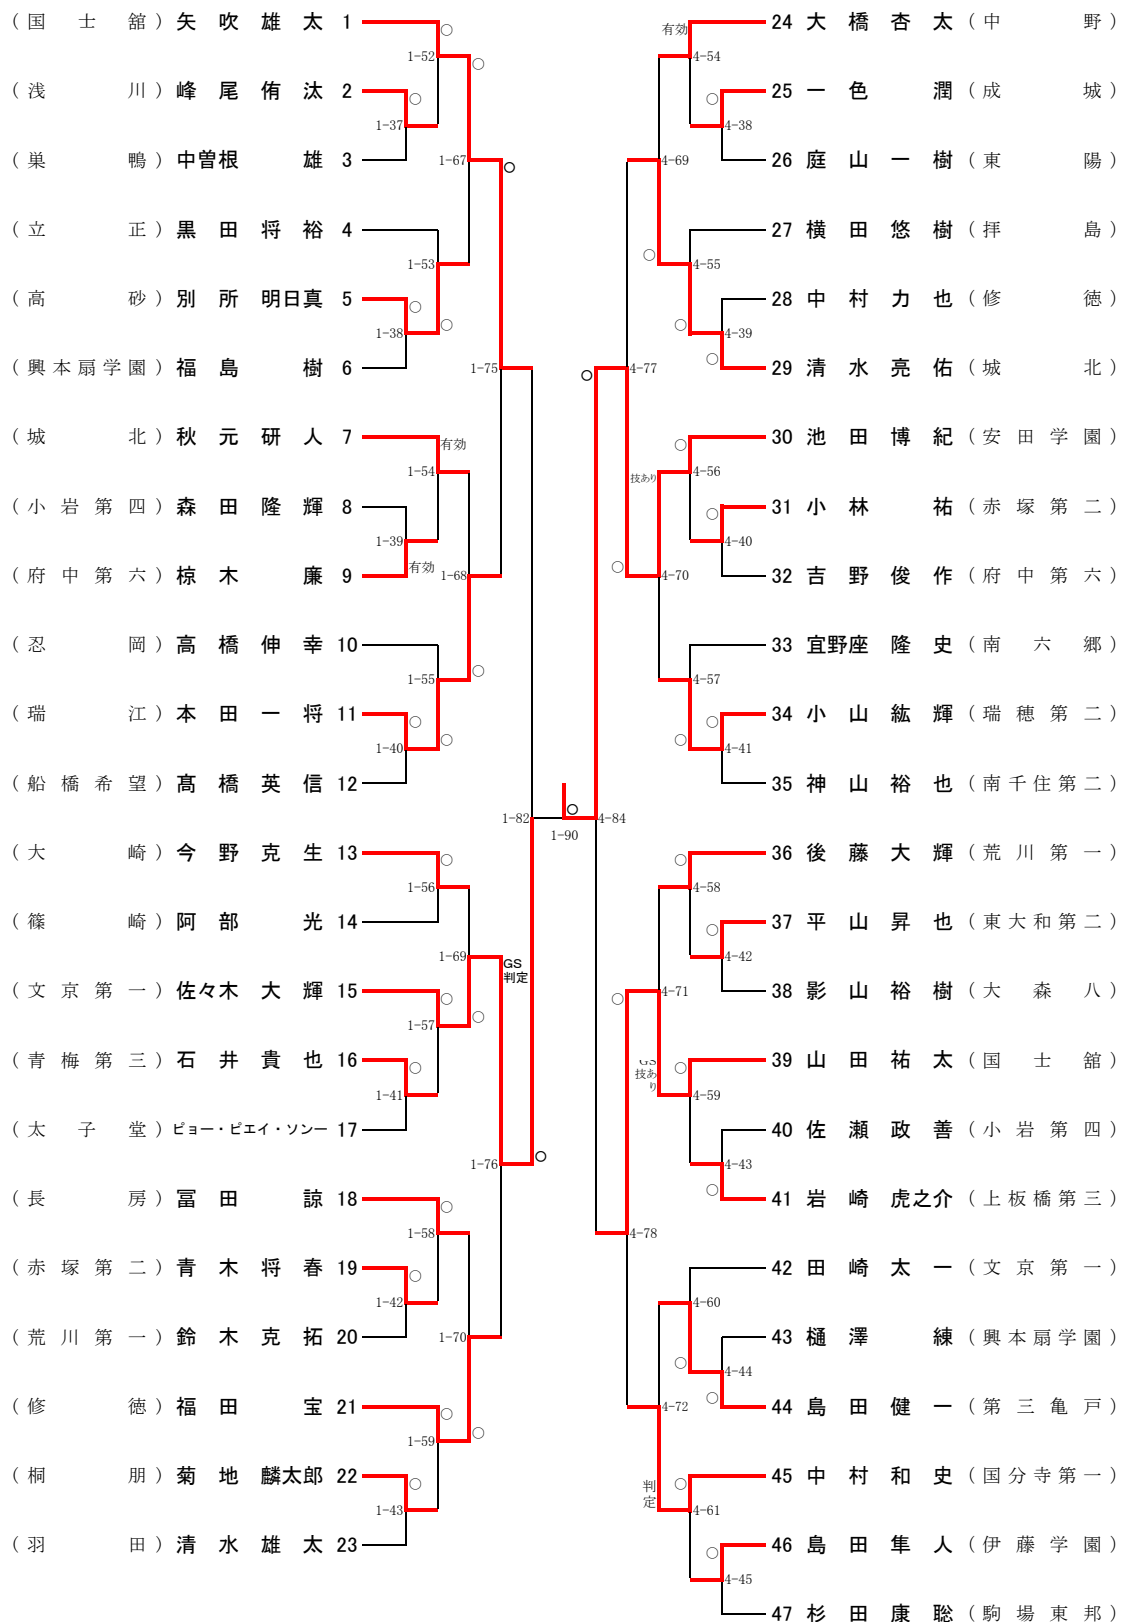 （国士舘）矢吹雄太 1
○
1-52
○
（浅川）峰尾侑汰 2
○
1-37
（巣鴨）中曽根雄 3
1-67
○
（立正）黒田将裕 4
1-53
（高砂）別所明日真 5
○
○
1-38
（興本扇学園）福島樹 6
1-75
（城北）秋元研人 7
有効
1-54
（小岩第四）森田隆輝 8
1-39
有効
（府中第六）椋木廉 9
1-68
（忍岡）高橋伸幸 10
1-55
○
（瑞江）本田一将 11
○
○
1-40
（船橋希望）髙橋英信 12
1-82
○
1-90
（大崎）今野克生 13
○
1-56
（篠崎）阿部光 14
1-69
GS
判定
（文京第一）佐々木大輝 15
○
○
1-57
（青梅第三）石井貴也 16
○
1-41
（太子堂）ピョー・ピエイ・ソンー 17
1-76
○
（長房）冨田諒 18
○
1-58
（赤塚第二）青木将春 19
○
1-42
（荒川第一）鈴木克拓 20
1-70
（修徳）福田宝 21
○
○
1-59
（桐朋）菊地麟太郎 22
○
1-43
（羽田）清水雄太 23
24 大橋杏太（中野）
有効
4-54
25 一色潤（成城）
○
4-38
26 庭山一樹（東陽）
4-69
27 横田悠樹（拝島）
○
4-55
28 中村力也（修徳）
○
4-39
○
29 清水亮佑（城北）
○
4-77
30 池田博紀（安田学園）
○
4-56
技あり
31 小林祐（赤塚第二）
○
4-40
32 吉野俊作（府中第六）
○
4-70
33 宜野座隆史（南六郷）
4-57
34 小山紘輝（瑞穂第二）
○
○
4-41
35 神山裕也（南千住第二）
4-84
36 後藤大輝（荒川第一）
○
4-58
37 平山昇也（東大和第二）
○
4-42
38 影山裕樹（大森八）
○
4-71
39 山田祐太（国士舘）
GS
技あ
り
○
4-59
40 佐瀬政善（小岩第四）
4-43
○
41 岩崎虎之介（上板橋第三）
4-78
42 田崎太一（文京第一）
4-60
43 樋澤練（興本扇学園）
○
4-44
○
44 島田健一（第三亀戸）
4-72
45 中村和史（国分寺第一）
判
定
○
4-61
46 島田隼人（伊藤学園）
○
4-45
47 杉田康聡（駒場東邦）